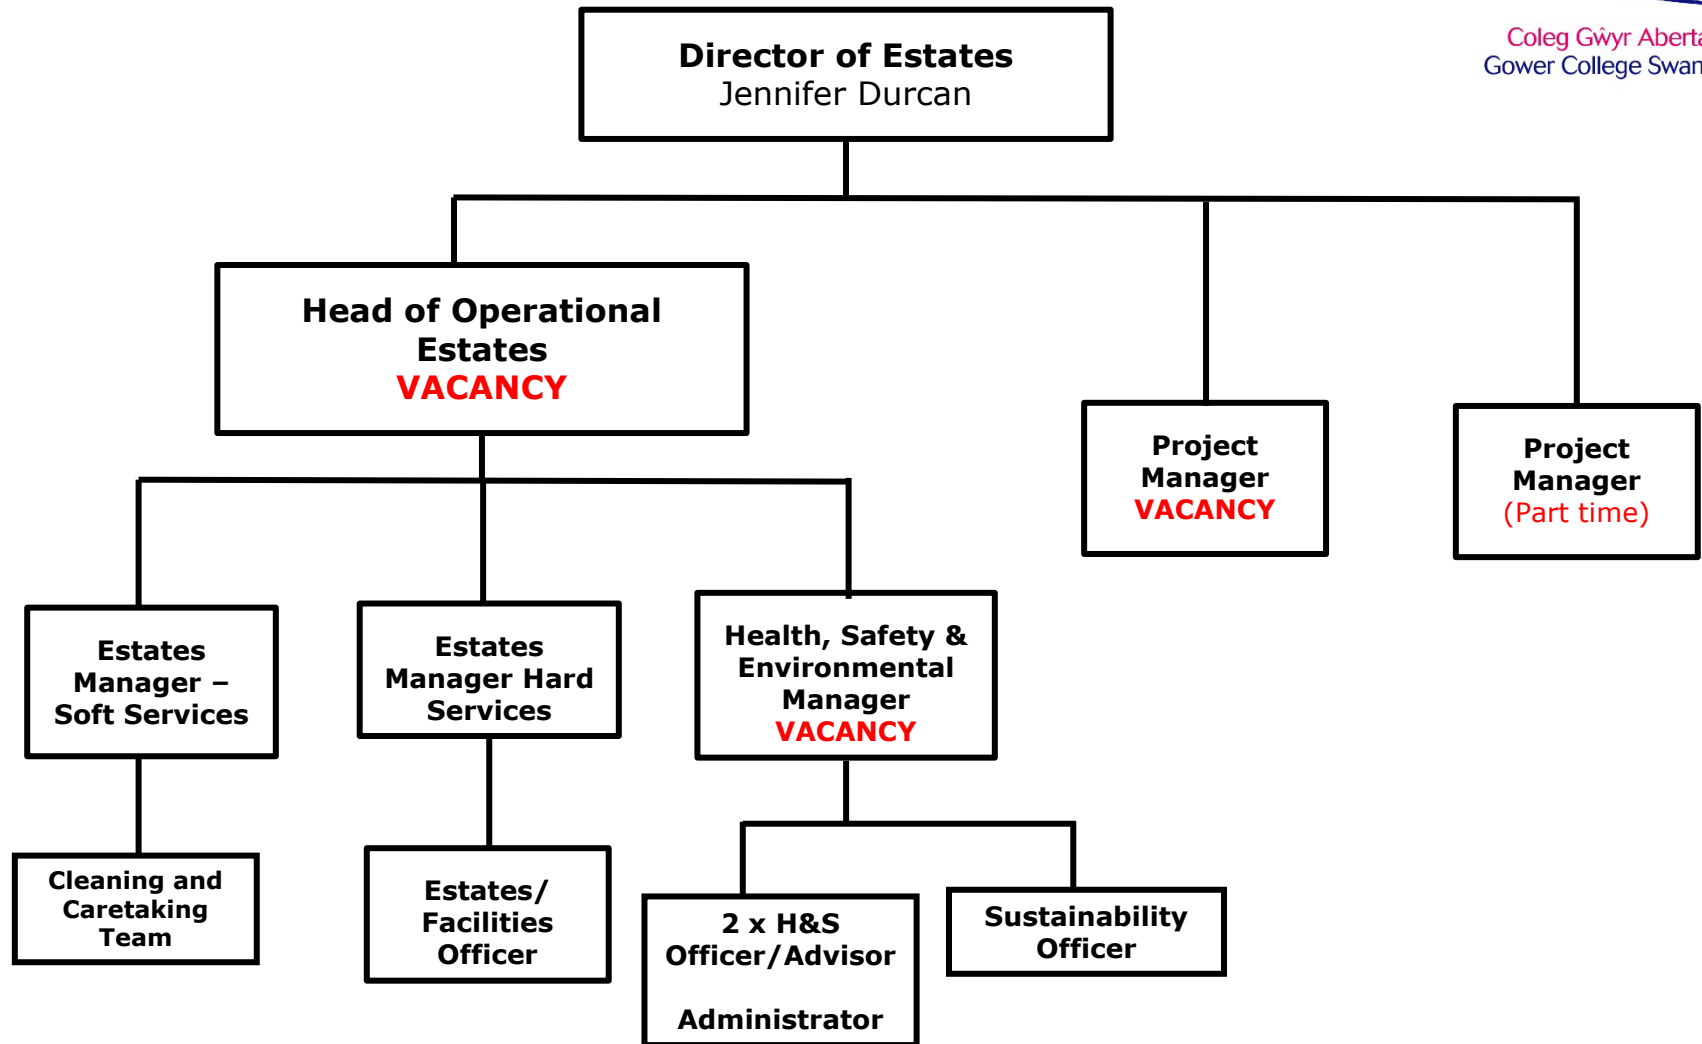 Director of Estates
Jennifer Durcan
Coleg Gŵyr Aberta
Gower College Swan
Head of Operational
Estates
VACANCY
Project
Manager
VACANCY
Project
Manager
(Part time)
Estates
Manager –
Soft Services
Estates
Manager Hard
Services
Health, Safety &
Environmental
Manager
VACANCY
Cleaning and
Caretaking
Team
Estates/
Facilities
Officer
2 x H&S
Officer/Advisor
Administrator
Sustainability
Officer